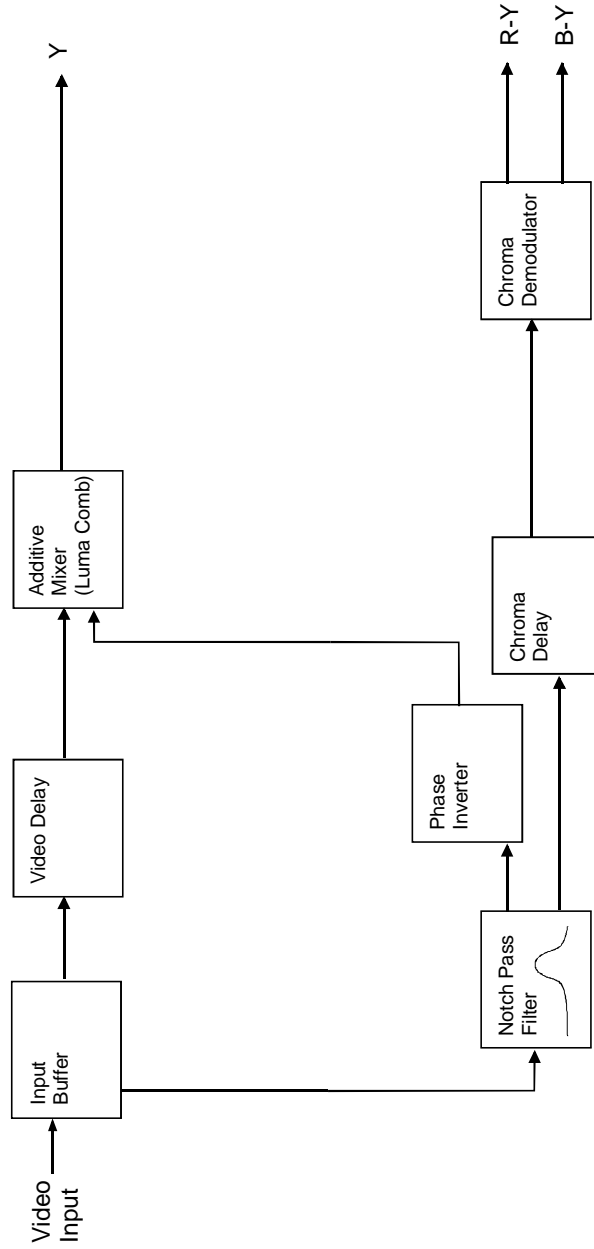 Video
Input
Input
Buffer
Video Delay
Additive
Mixer
(Luma Comb)
Y
Notch Pass
Filter
Phase
Inverter
Chroma
Delay
Chroma
Demodulator
R-Y
B-Y